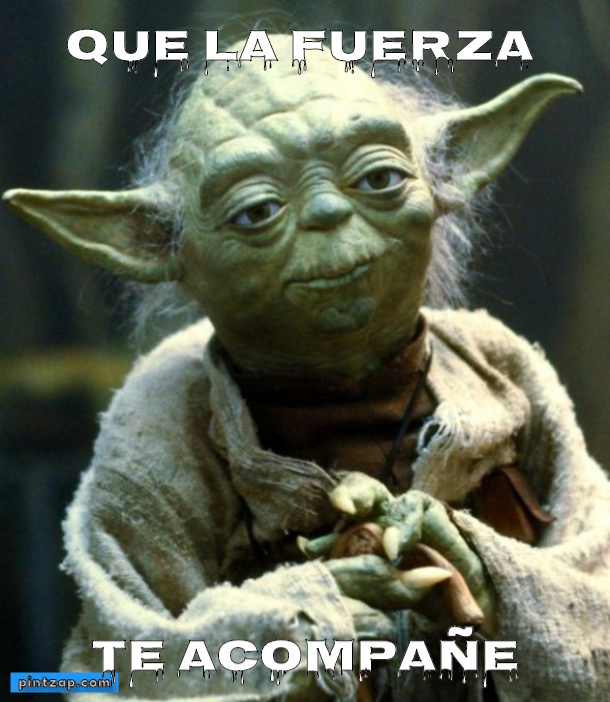 QUE LA FUERZA
TE ACOMPAÑE
pintzap.com